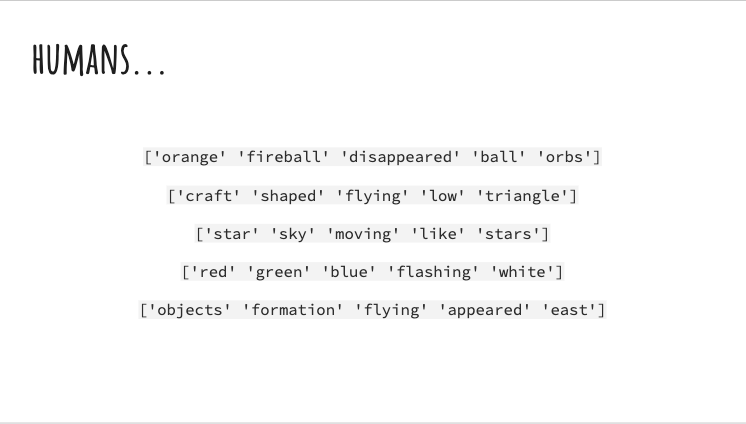 HUMANS...
['orange' 'fireball' 'disappeared' 'ball' 'orbs']
['craft' 'shaped' 'flying' 'low' 'triangle']
['star' 'sky' 'moving' 'like' 'stars']
['red' 'green' 'blue' 'flashing' 'white']
['objects' 'formation' 'flying' 'appeared' 'east']